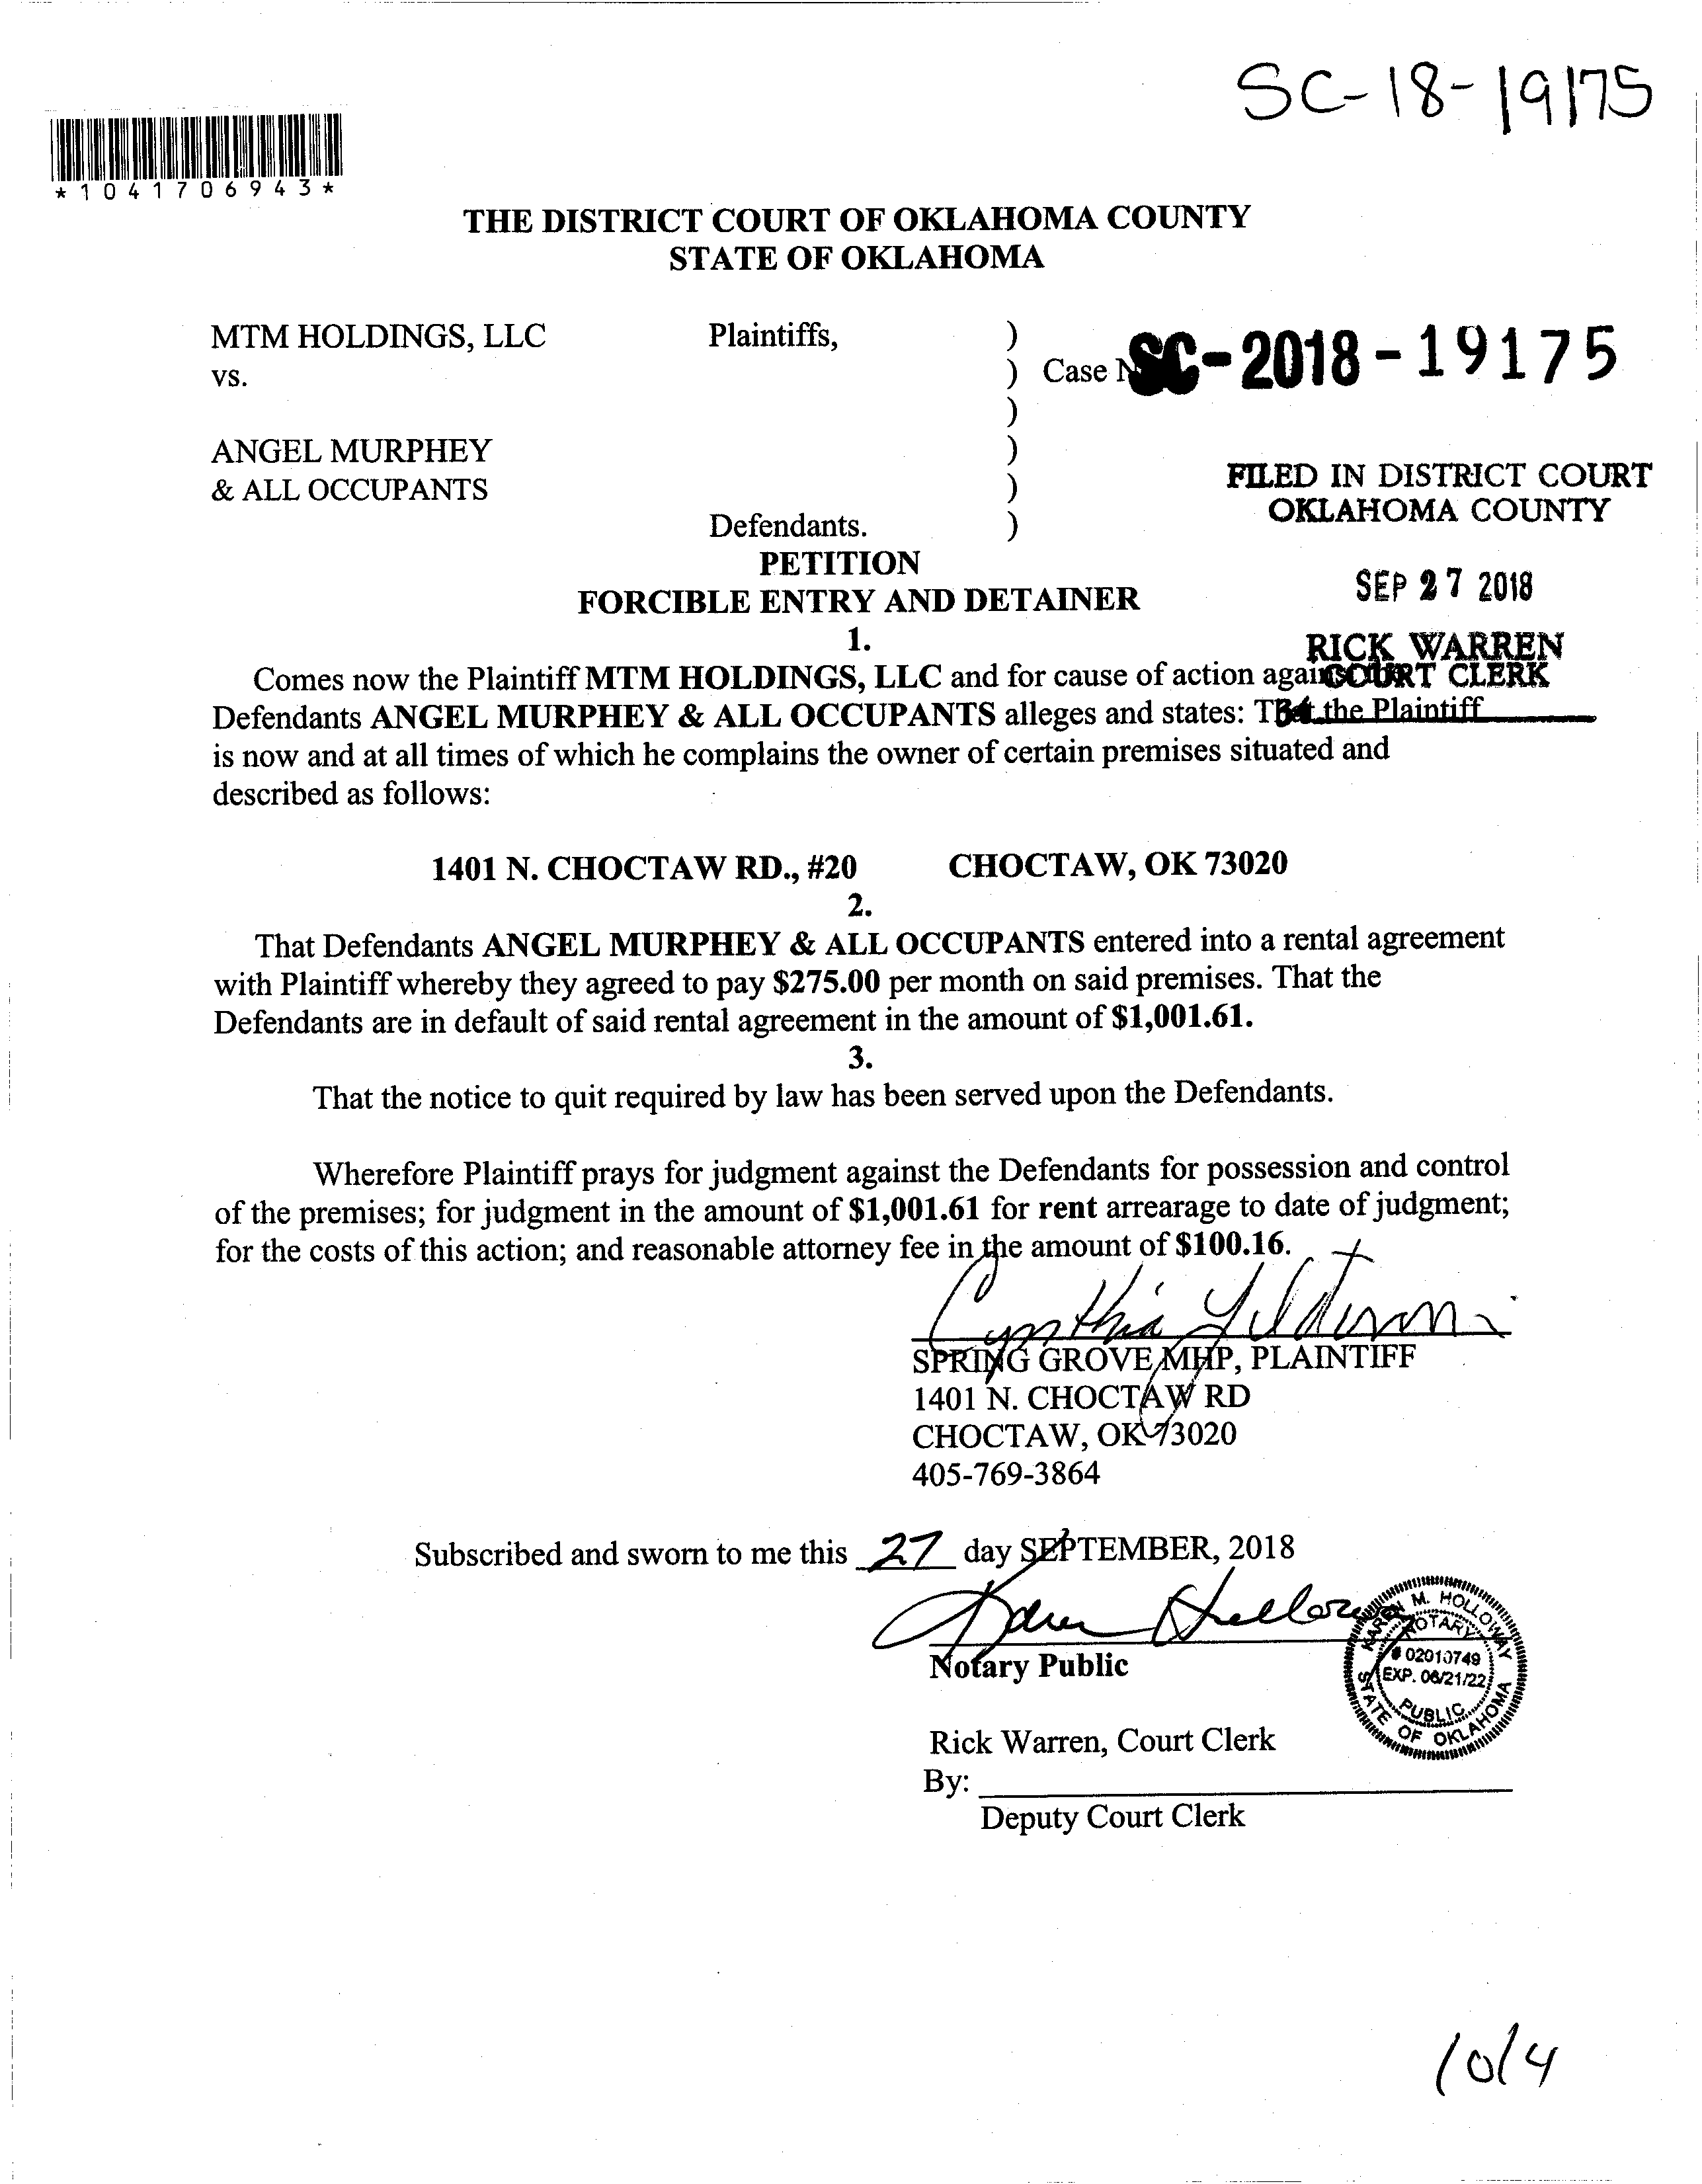 SC-18-19175
*1041706943*
THE DISTRICT COURT OF OKLAHOMA COUNTY
STATE OF OKLAHOMA
MTM HOLDINGS, LLC Plaintiffs, )
vs. ) Case SC-2018-19175
)
ANGEL MURPHEY )
& ALL OCCUPANTS )
Defendants. )
FILED IN DISTRICT COURT
OKLAHOMA COUNTY
SEP 27 2018
RICK WARREN
COURT CLERK
PETITION
FORCIBLE ENTRY AND DETAINER
1.
Comes now the Plaintiff MTM HOLDINGS, LLC and for cause of action
Defendants ANGEL MURPHEY & ALL OCCUPANTS alleges and states: the Plaintiff
is now and at all times of which he complains the owner of certain premises situated and
described as follows:
1401 N. CHOCTAW RD., #20 CHOCTAW, OK 73020
2.
That Defendants ANGEL MURPHEY & ALL OCCUPANTS entered into a rental agreement
with Plaintiff whereby they agreed to pay $275.00 per month on said premises. That the
Defendants are in default of said rental agreement in the amount of $1,001.61.
3.
That the notice to quit required by law has been served upon the Defendants.
Wherefore Plaintiff prays for judgment against the Defendants for possession and control
of the premises; for judgment in the amount of $1,001.61 for rent arrearage to date of judgment;
for the costs of this action; and reasonable attorney fee in the amount of $100.16.
Cynthia
SPRING GROVE MHP, PLAINTIFF
1401 N. CHOCTAW RD
CHOCTAW, OK 73020
405-769-3864
Subscribed and sworn to me this 27 day SEPTEMBER, 2018
Karen Holloway
Notary Public
KAREN M. HOLLOWAY
NOTARY
# 02010749
EXP. 06/21/22
PUBLIC
STATE OF OKLAHOMA
Rick Warren, Court Clerk
By:
Deputy Court Clerk
10/4